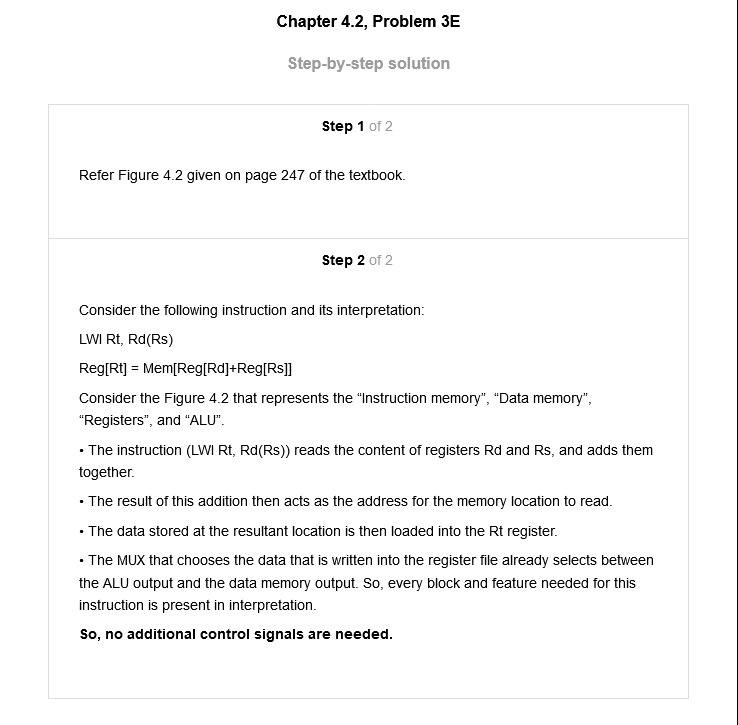 Chapter 4.2, Problem 3E
Step-by-step solution
Step 1 of 2
Refer Figure 4.2 given on page 247 of the textbook.
Step 2 of 2
Consider the following instruction and its interpretation:
LWI Rt, Rd(Rs)
Reg[Rt] = Mem[Reg[Rd]+Reg[Rs]]
Consider the Figure 4.2 that represents the “Instruction memory”, “Data memory”,
“Registers”, and “ALU”.
• The instruction (LWI Rt, Rd(Rs)) reads the content of registers Rd and Rs, and adds them
together.
• The result of this addition then acts as the address for the memory location to read.
• The data stored at the resultant location is then loaded into the Rt register.
• The MUX that chooses the data that is written into the register file already selects between
the ALU output and the data memory output. So, every block and feature needed for this
instruction is present in interpretation.
So, no additional control signals are needed.